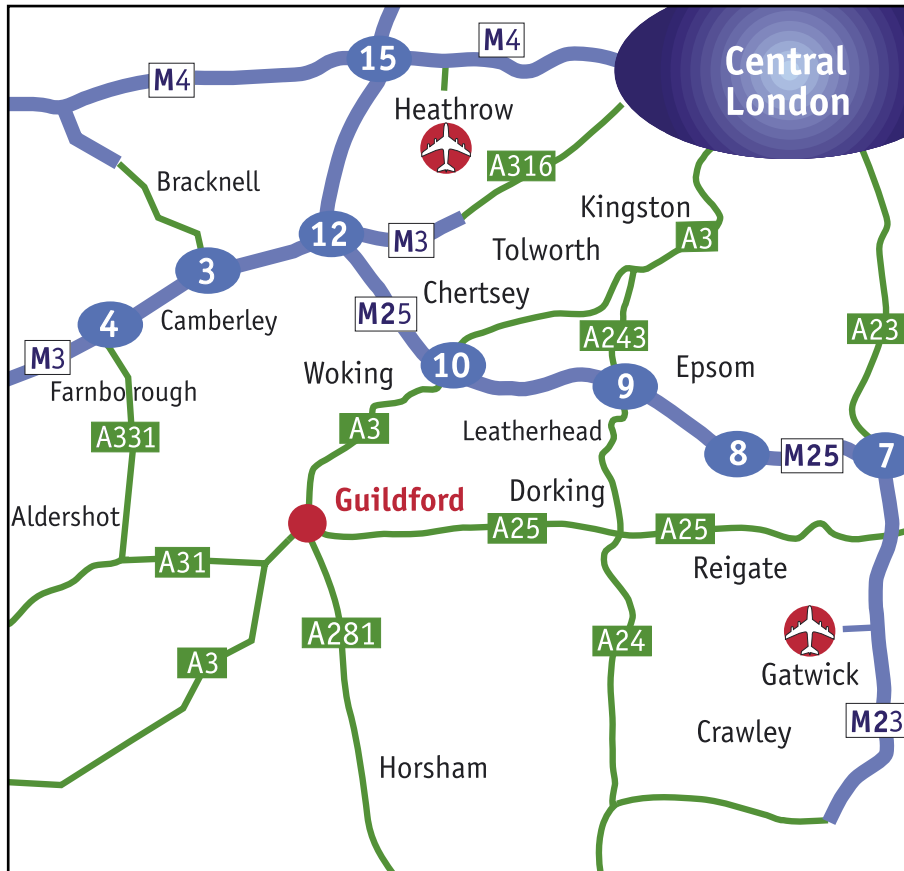 M4
15
M4
Central
London
Heathrow
A316
Bracknell
Kingston
A3
12
M3
Tolworth
3
Chertsey
M25
4
Camberley
A243
A23
M3
Farnborough
Woking
10
9
Epsom
A331
A3
Leatherhead
8
M25
7
Guildford
Dorking
Aldershot
A25
A25
A31
Reigate
A281
A24
A3
Gatwick
Crawley
M23
Horsham